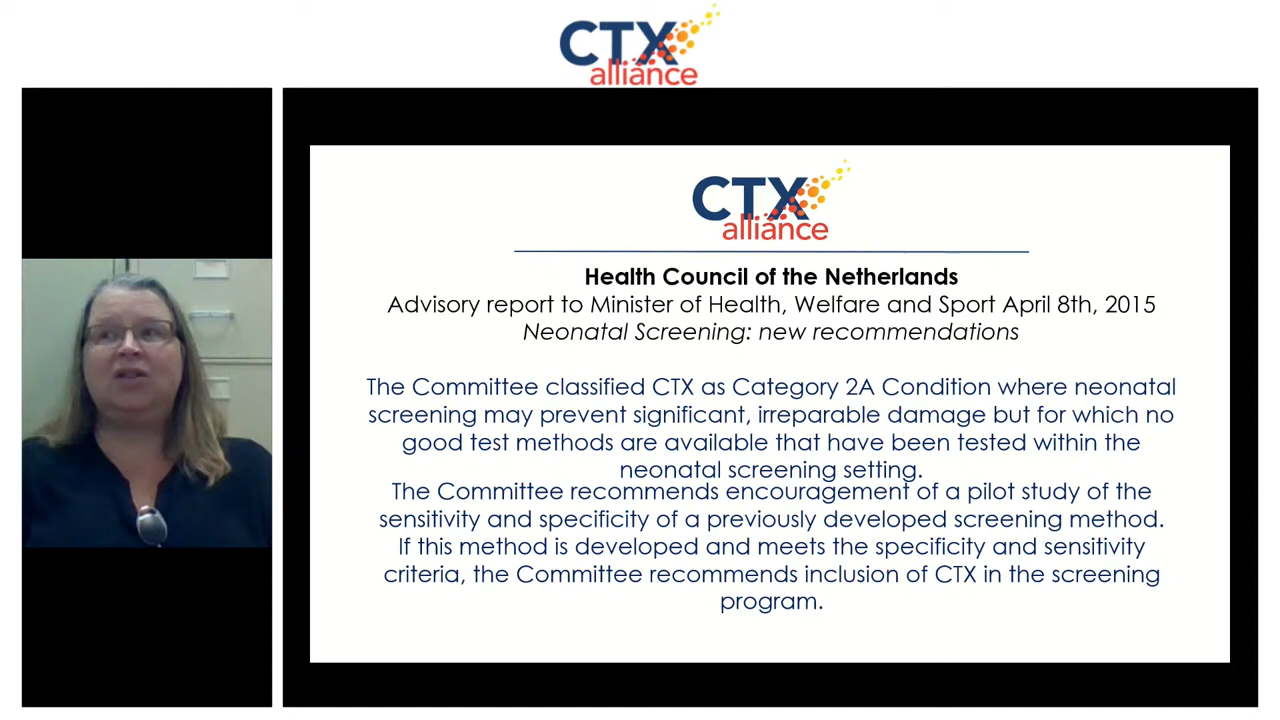 CTX
alliance
CTX
alliance
Health Council of the Netherlands
Advisory report to Minister of Health, Welfare and Sport April 8th, 2015
Neonatal Screening: new recommendations
The Committee classified CTX as Category 2A Condition where neonatal
screening may prevent significant, irreparable damage but for which no
good test methods are available that have been tested within the
neonatal screening setting.
The Committee recommends encouragement of a pilot study of the
sensitivity and specificity of a previously developed screening method.
If this method is developed and meets the specificity and sensitivity
criteria, the Committee recommends inclusion of CTX in the screening
program.